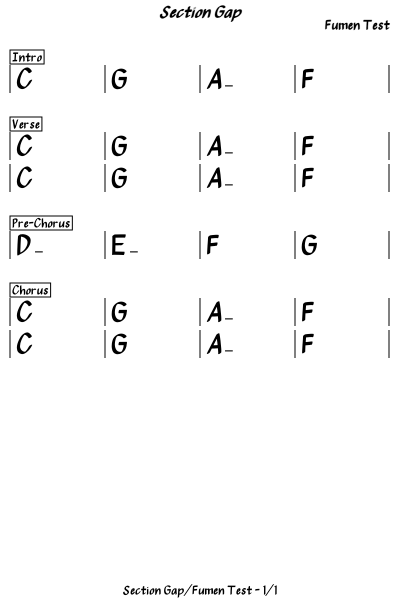 Section Gap
Fumen Test
Intro
| C | G | A– | F |
Verse
| C | G | A– | F |
| C | G | A– | F |
Pre-Chorus
| D– | E– | F | G |
Chorus
| C | G | A– | F |
| C | G | A– | F |
Section Gap/Fumen Test - 1/1